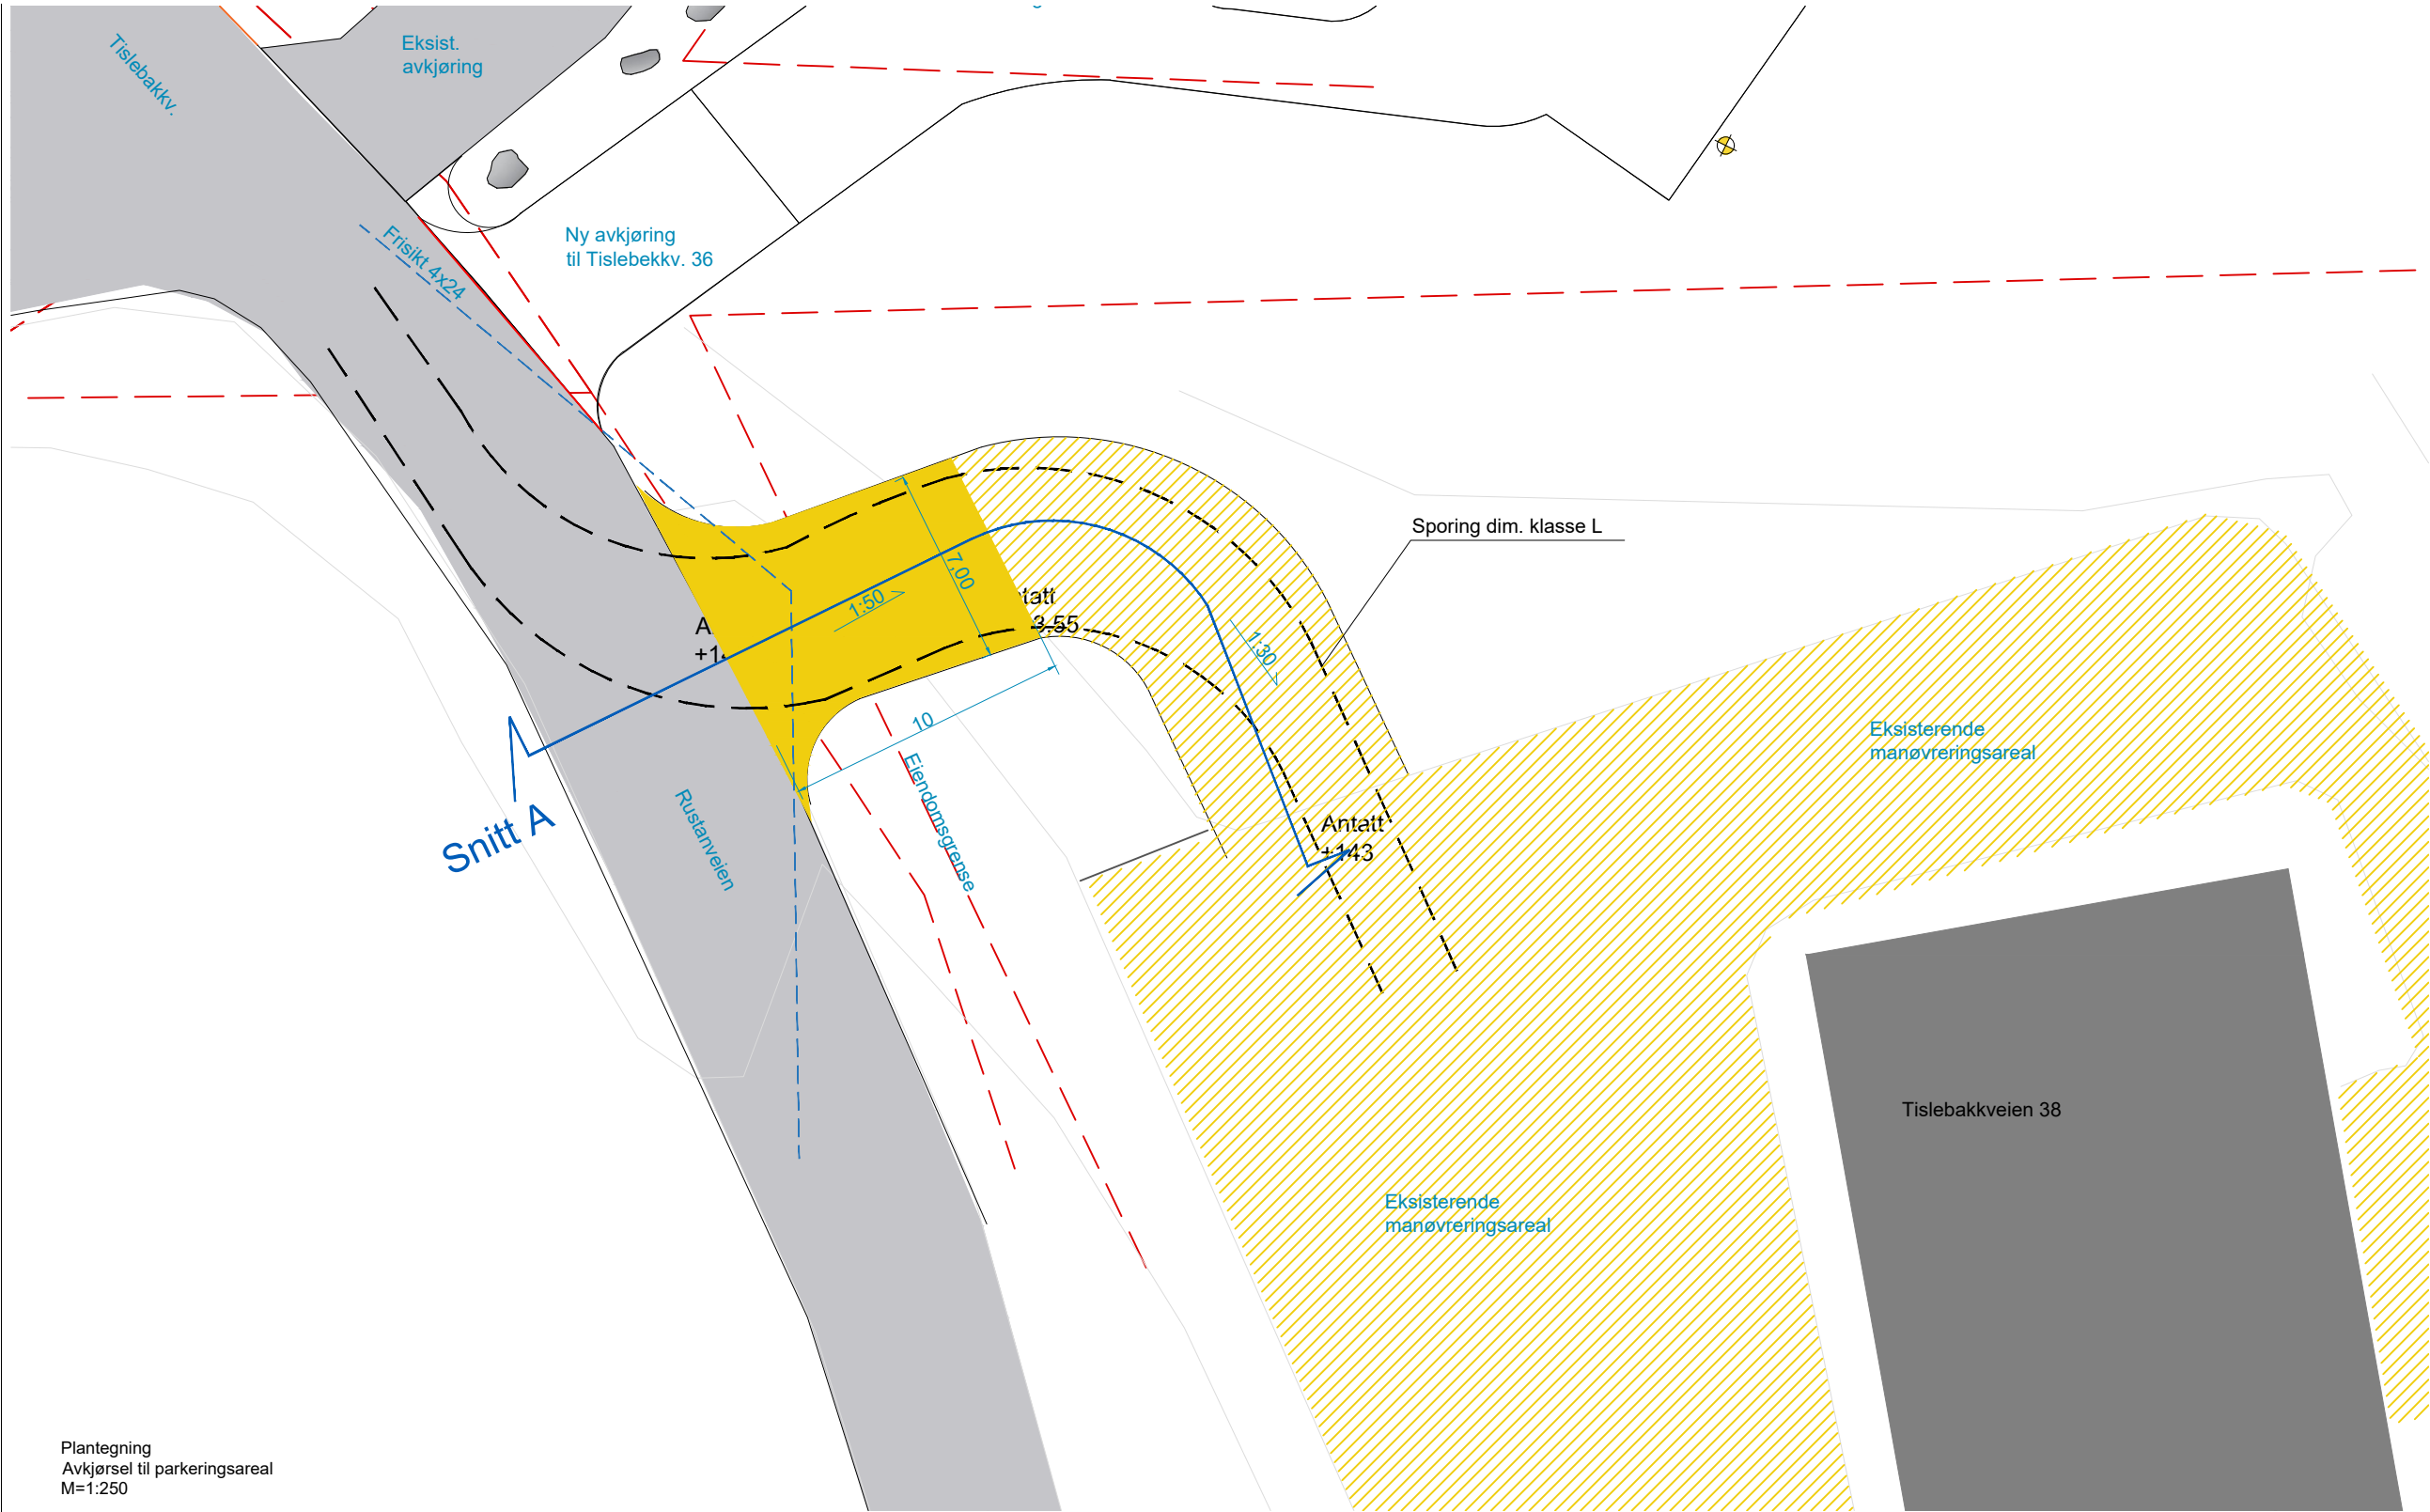 Tislebakkv.
Eksist.
avkjøring
Frisikt 4x24
Ny avkjøring
til Tislebekkv. 36
Sporing dim. klasse L
7,00
1:50
3,55
1:30
10
Eksisterende
manøvreringsareal
Snitt A
Rustanveien
Eiendomsgrense
Antatt
+143
Tislebakkveien 38
Eksisterende
manøvreringsareal
Plantegning
Avkjørsel til parkeringsareal
M=1:250